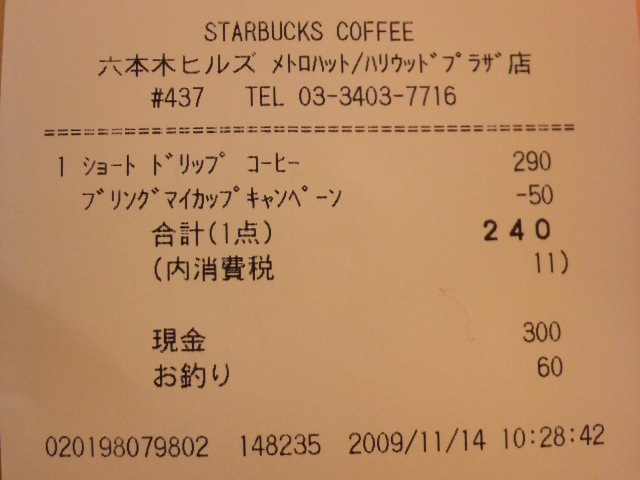 STARBUCKS COFFEE
六本木ヒルズ ﾒﾄﾛﾊｯﾄ/ﾊﾘｳｯﾄﾞﾌﾟﾗｻﾞ店
#437 TEL 03-3403-7716
================================================
1 ｼｮｰﾄ ﾄﾞﾘｯﾌﾟ ｺｰﾋｰ 290
ﾌﾞﾘﾝｸﾞﾏｲｶｯﾌﾟｷｬﾝﾍﾟｰﾝ -50
合計(1点) 240
(内消費税 11)
現金 300
お釣り 60
020198079802 148235 2009/11/14 10:28:42